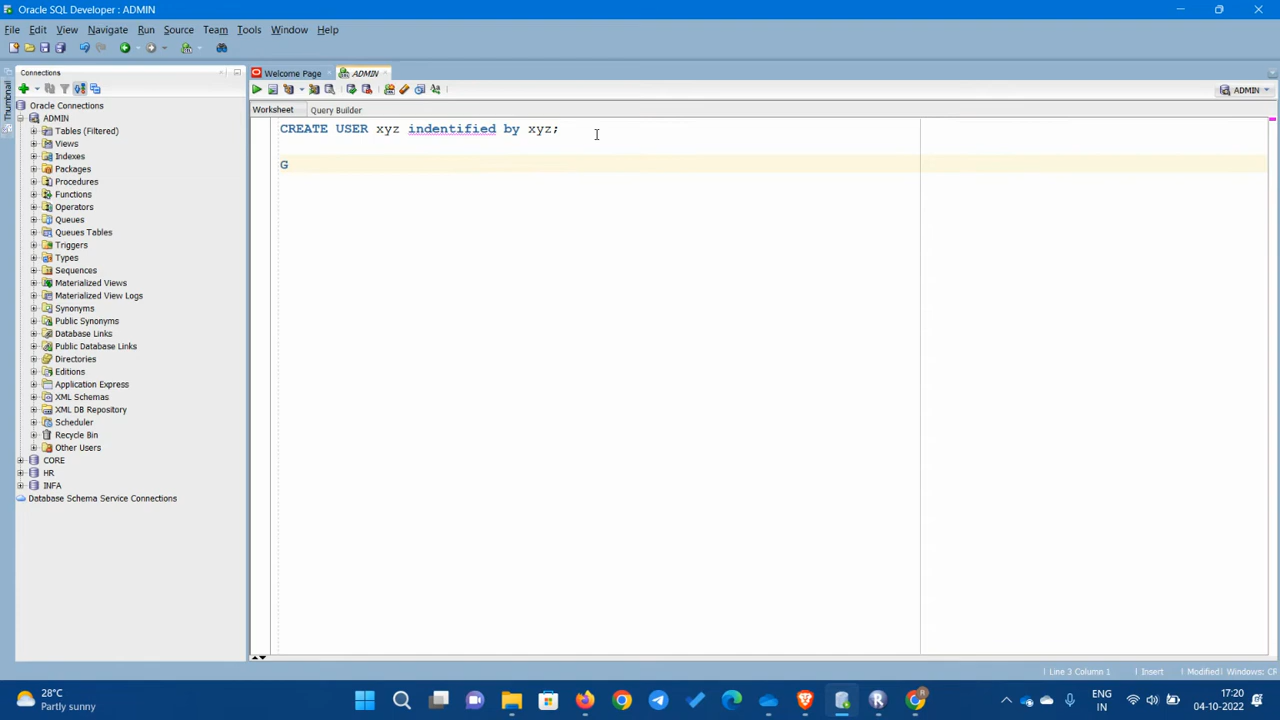 Oracle SQL Developer : ADMIN
File Edit View Navigate Run Source Team Tools Window Help
Connections
Welcome Page
ADMIN
Thumbnail
ADMIN
Worksheet
Query Builder
Oracle Connections
ADMIN
Tables (Filtered)
Views
Indexes
Packages
Procedures
Functions
Operators
Queues
Queues Tables
Triggers
Types
Sequences
Materialized Views
Materialized View Logs
Synonyms
Public Synonyms
Database Links
Public Database Links
Directories
Editions
Application Express
XML Schemas
XML DB Repository
Scheduler
Recycle Bin
Other Users
CORE
HR
INFA
Database Schema Service Connections
CREATE USER xyz indentified by xyz;
G
Line 3 Column 1
Insert
Modified
Windows: CF
28°C
Partly sunny
ENG
IN
17:20
04-10-2022